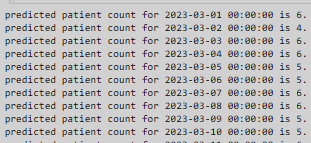 predicted patient count for 2023-03-01 00:00:00 is 6.
predicted patient count for 2023-03-02 00:00:00 is 4.
predicted patient count for 2023-03-03 00:00:00 is 6.
predicted patient count for 2023-03-04 00:00:00 is 6.
predicted patient count for 2023-03-05 00:00:00 is 5.
predicted patient count for 2023-03-06 00:00:00 is 5.
predicted patient count for 2023-03-07 00:00:00 is 6.
predicted patient count for 2023-03-08 00:00:00 is 6.
predicted patient count for 2023-03-09 00:00:00 is 5.
predicted patient count for 2023-03-10 00:00:00 is 5.